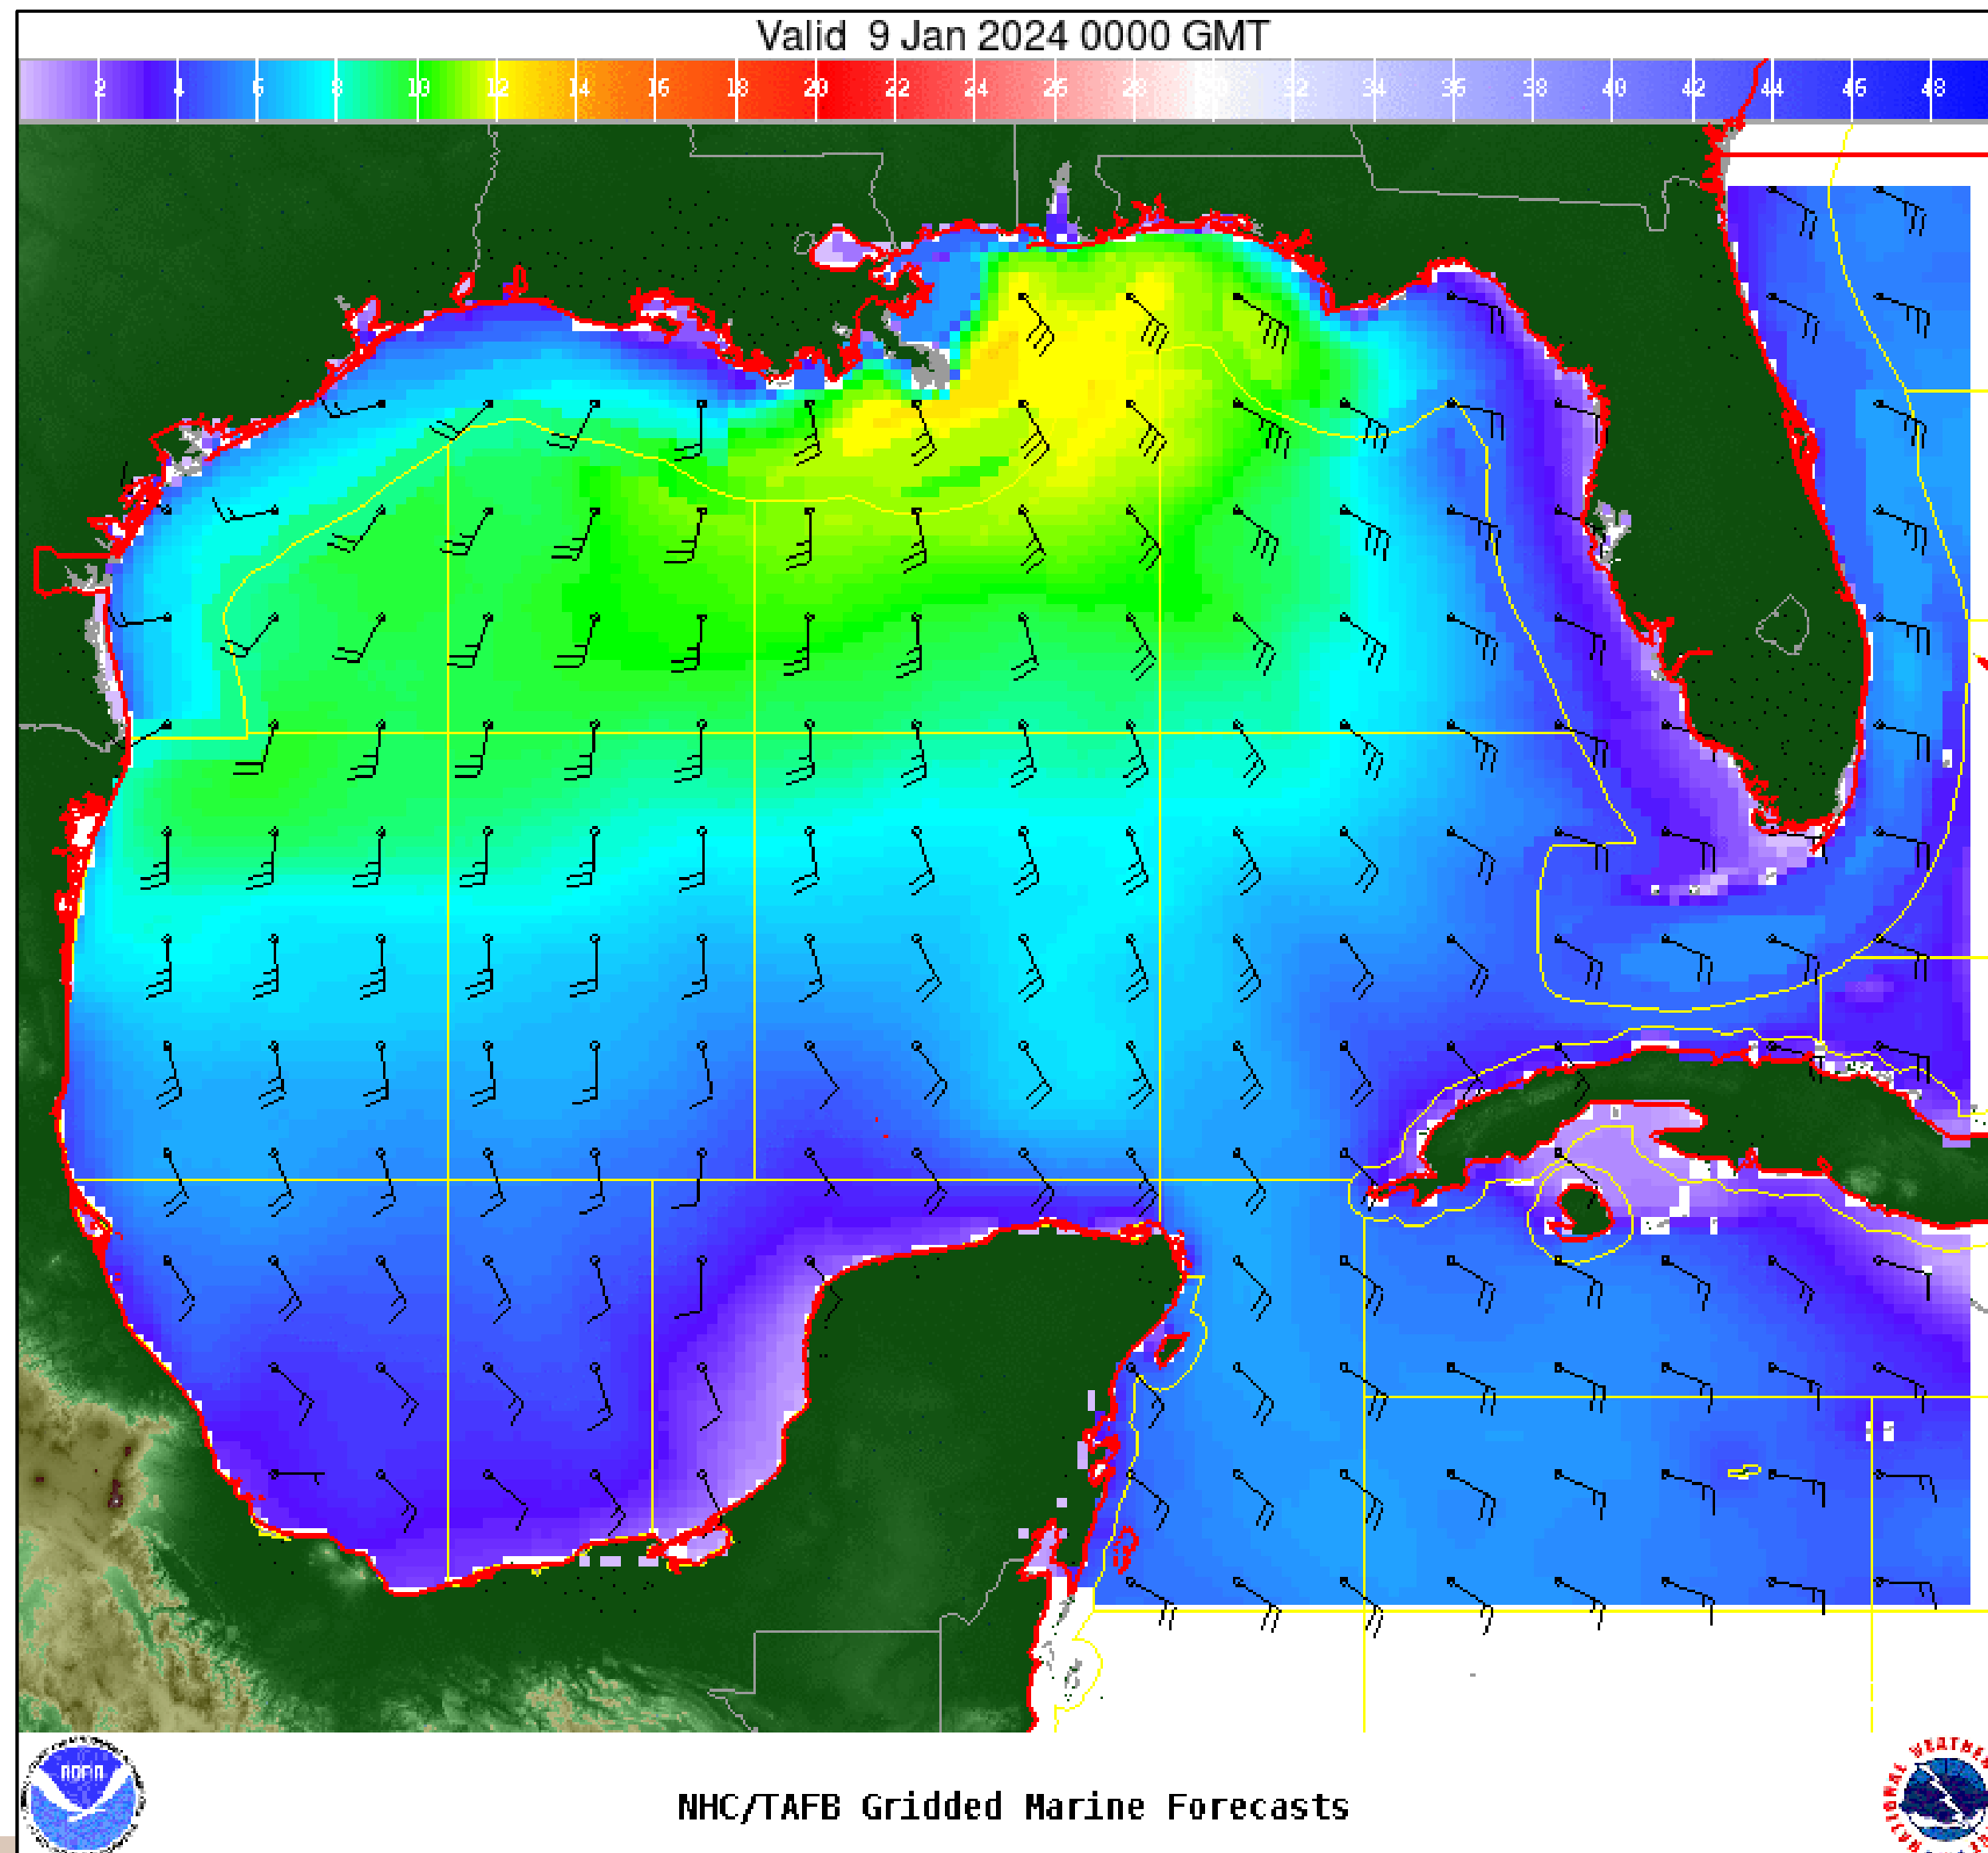 Valid 9 Jan 2024 0000 GMT
2 4 6 8 10 12 14 16 18 20 22 24 26 28 30 32 34 36 38 40 42 44 46 48
NOAA
NHC/TAFB Gridded Marine Forecasts